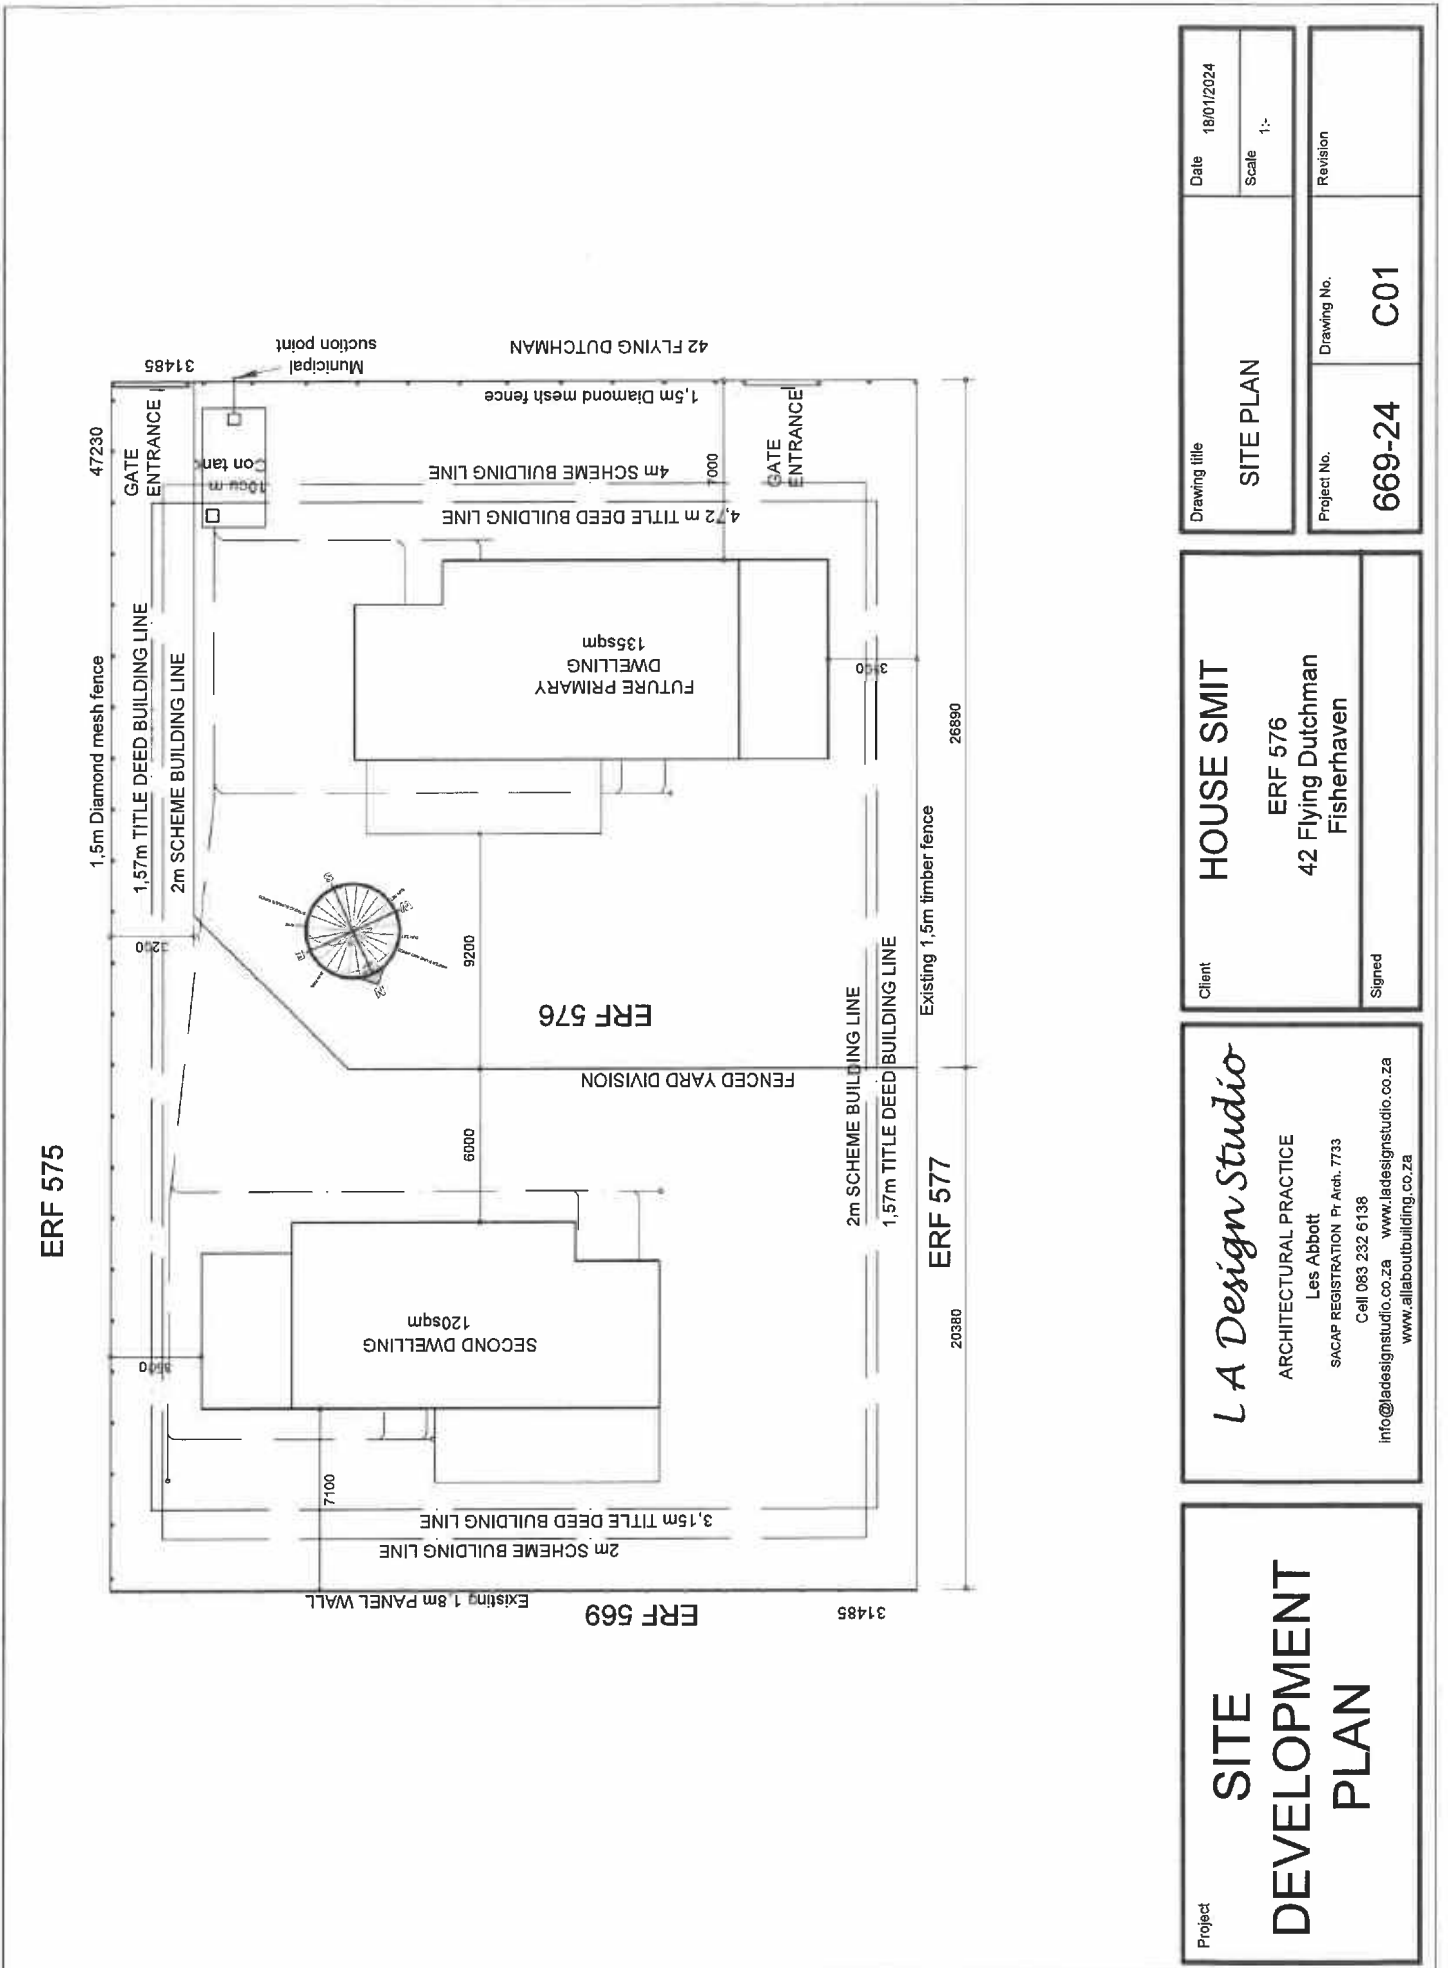 ERF 575
1,5m Diamond mesh fence
47230
1,57m TITLE DEED BUILDING LINE
2m SCHEME BUILDING LINE
GATE
ENTRANCE
31485
Municipal
suction point
10cu m
Con tank
42 FLYING DUTCHMAN
1,5m Diamond mesh fence
4m SCHEME BUILDING LINE
4,72 m TITLE DEED BUILDING LINE
7000
GATE
ENTRANCE
FUTURE PRIMARY
DWELLING
135sqm
3500
3200
9200
ERF 576
FENCED YARD DIVISION
6000
26890
Existing 1,5m timber fence
2m SCHEME BUILDING LINE
1,57m TITLE DEED BUILDING LINE
ERF 577
20380
SECOND DWELLING
120sqm
3500
7100
3,15m TITLE DEED BUILDING LINE
2m SCHEME BUILDING LINE
Existing 1,8m PANEL WALL
ERF 569
31485
Project
SITE
DEVELOPMENT
PLAN
L A Design Studio
ARCHITECTURAL PRACTICE
Les Abbott
SACAP REGISTRATION Pr Arch. 7733
Cell 083 232 6138
info@ladesignstudio.co.za www.ladesignstudio.co.za
www.allaboutbuilding.co.za
Client
HOUSE SMIT
ERF 576
42 Flying Dutchman
Fisherhaven
Signed
Drawing title
SITE PLAN
Date
18/01/2024
Scale
1:-
Project No.
669-24
Drawing No.
C01
Revision